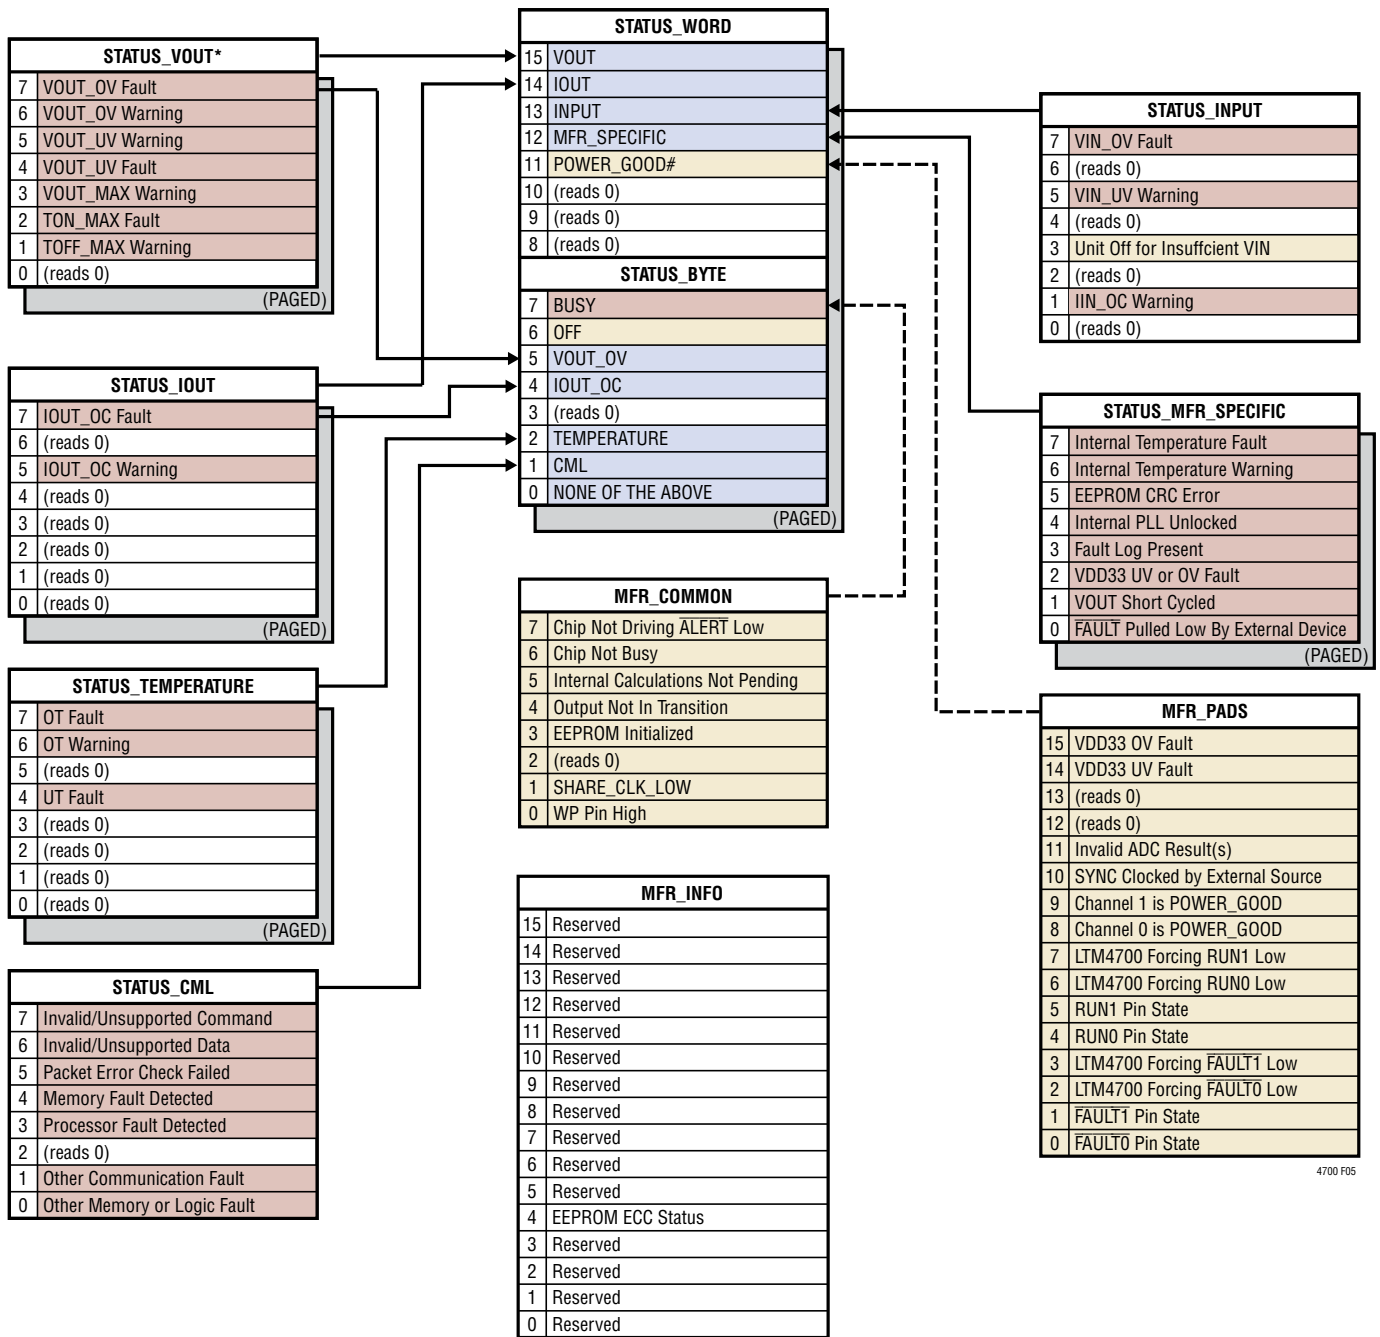 STATUS_VOUT*
7 VOUT_OV Fault
6 VOUT_OV Warning
5 VOUT_UV Warning
4 VOUT_UV Fault
3 VOUT_MAX Warning
2 TON_MAX Fault
1 TOFF_MAX Warning
0 (reads 0)
(PAGED)
STATUS_IOUT
7 IOUT_OC Fault
6 (reads 0)
5 IOUT_OC Warning
4 (reads 0)
3 (reads 0)
2 (reads 0)
1 (reads 0)
0 (reads 0)
(PAGED)
STATUS_TEMPERATURE
7 OT Fault
6 OT Warning
5 (reads 0)
4 UT Fault
3 (reads 0)
2 (reads 0)
1 (reads 0)
0 (reads 0)
(PAGED)
STATUS_CML
7 Invalid/Unsupported Command
6 Invalid/Unsupported Data
5 Packet Error Check Failed
4 Memory Fault Detected
3 Processor Fault Detected
2 (reads 0)
1 Other Communication Fault
0 Other Memory or Logic Fault
STATUS_WORD
15 VOUT
14 IOUT
13 INPUT
12 MFR_SPECIFIC
11 POWER_GOOD#
10 (reads 0)
9 (reads 0)
8 (reads 0)
STATUS_BYTE
7 BUSY
6 OFF
5 VOUT_OV
4 IOUT_OC
3 (reads 0)
2 TEMPERATURE
1 CML
0 NONE OF THE ABOVE
(PAGED)
MFR_COMMON
7 Chip Not Driving ALERT Low
6 Chip Not Busy
5 Internal Calculations Not Pending
4 Output Not In Transition
3 EEPROM Initialized
2 (reads 0)
1 SHARE_CLK_LOW
0 WP Pin High
MFR_INFO
15 Reserved
14 Reserved
13 Reserved
12 Reserved
11 Reserved
10 Reserved
9 Reserved
8 Reserved
7 Reserved
6 Reserved
5 Reserved
4 EEPROM ECC Status
3 Reserved
2 Reserved
1 Reserved
0 Reserved
STATUS_INPUT
7 VIN_OV Fault
6 (reads 0)
5 VIN_UV Warning
4 (reads 0)
3 Unit Off for Insuffcient VIN
2 (reads 0)
1 IIN_OC Warning
0 (reads 0)
STATUS_MFR_SPECIFIC
7 Internal Temperature Fault
6 Internal Temperature Warning
5 EEPROM CRC Error
4 Internal PLL Unlocked
3 Fault Log Present
2 VDD33 UV or OV Fault
1 VOUT Short Cycled
0 FAULT Pulled Low By External Device
(PAGED)
MFR_PADS
15 VDD33 OV Fault
14 VDD33 UV Fault
13 (reads 0)
12 (reads 0)
11 Invalid ADC Result(s)
10 SYNC Clocked by External Source
9 Channel 1 is POWER_GOOD
8 Channel 0 is POWER_GOOD
7 LTM4700 Forcing RUN1 Low
6 LTM4700 Forcing RUN0 Low
5 RUN1 Pin State
4 RUN0 Pin State
3 LTM4700 Forcing FAULT1 Low
2 LTM4700 Forcing FAULT0 Low
1 FAULT1 Pin State
0 FAULT0 Pin State
4700 F05